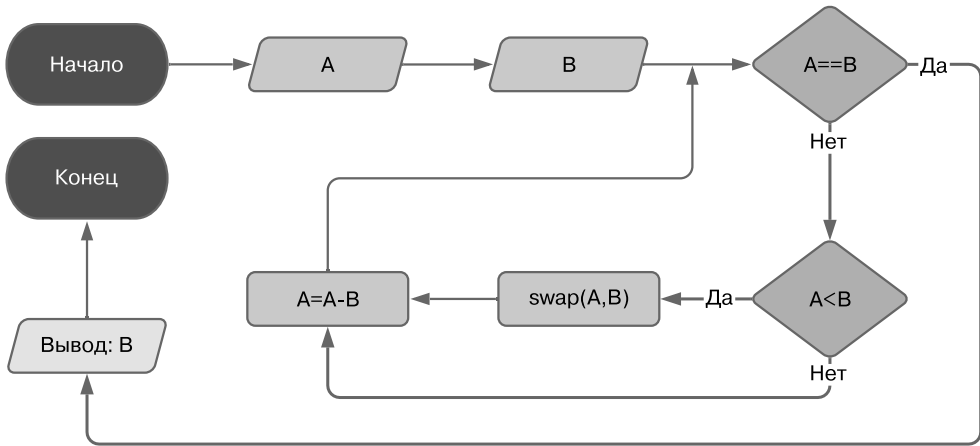 Начало
A
B
A==B
Да
Нет
Конец
A=A-B
swap(A,B)
Да
A<B
Вывод: B
Нет